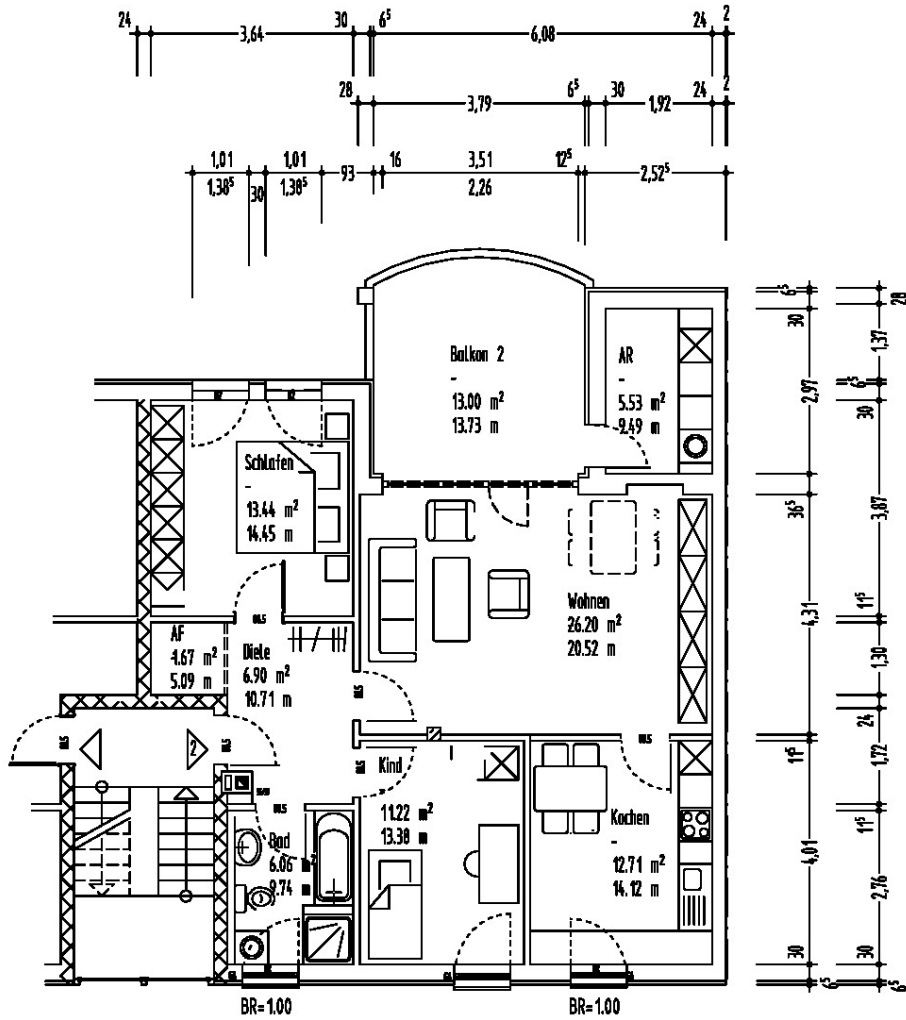 24 3,64 30 6⁵ 6,08 24 2
28 3,79 6⁵ 30 1,92 24 2
1,01 1,01 93 16 3,51 12⁵ 2,52⁵
1,38⁵ 30 1,38⁵ 2,26
Balkon 2
-
13.00 m²
13.73 m
AR
-
5.53 m²
9.49 m
Schlafen
-
13.44 m²
14.45 m
Wohnen
26.20 m²
20.52 m
AF
1.67 m²
5.09 m
Diele
6.90 m²
10.71 m
2
Kind
11.22 m²
13.38 m
Kochen
-
12.71 m²
14.12 m
Bad
6.06 m²
9.74 m
BR=1.00
BR=1.00
6⁵
30
2,97
36⁵
4,31
11⁵
4,01
30
6⁵
28
1,37
6⁵
30
3,87
11⁵
1,30
24
1,72
11⁵
2,76
30
6⁵